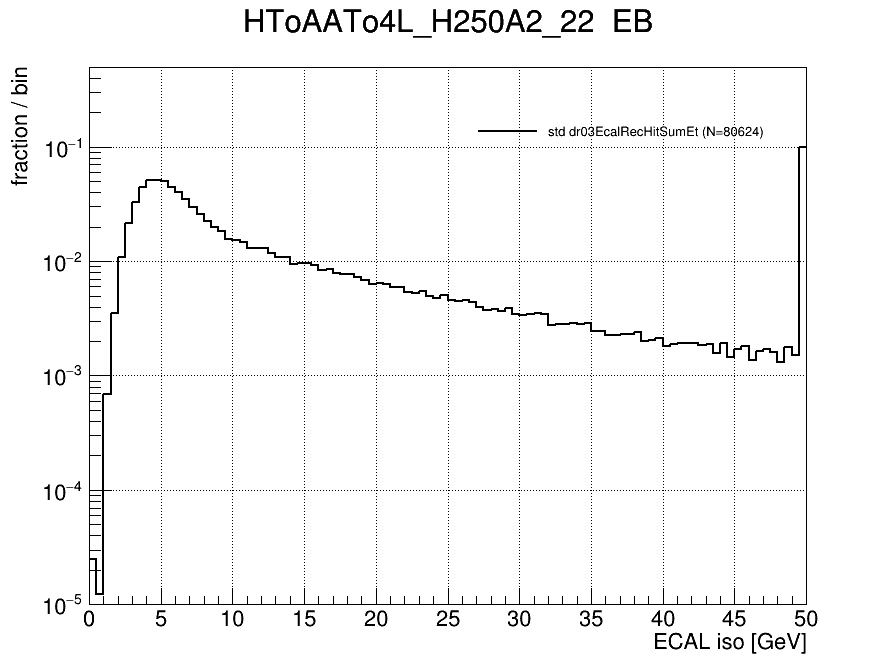 HToAATo4L_H250A2_22 EB
fraction / bin
std dr03EcalRecHitSumEt (N=80624)
10−1
10−2
10−3
10−4
10−5
0 5 10 15 20 25 30 35 40 45 50
ECAL iso [GeV]